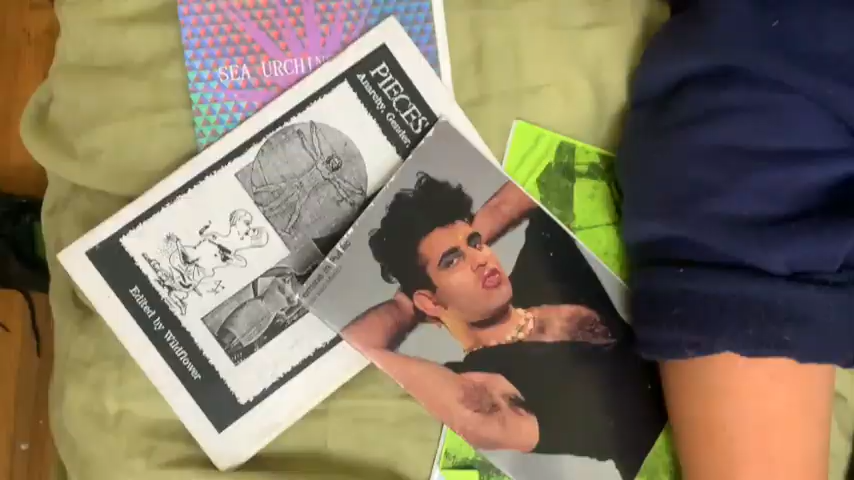 SEA URCHIN
PIECES
Anarchy, Gender,
Edited by Wildflower